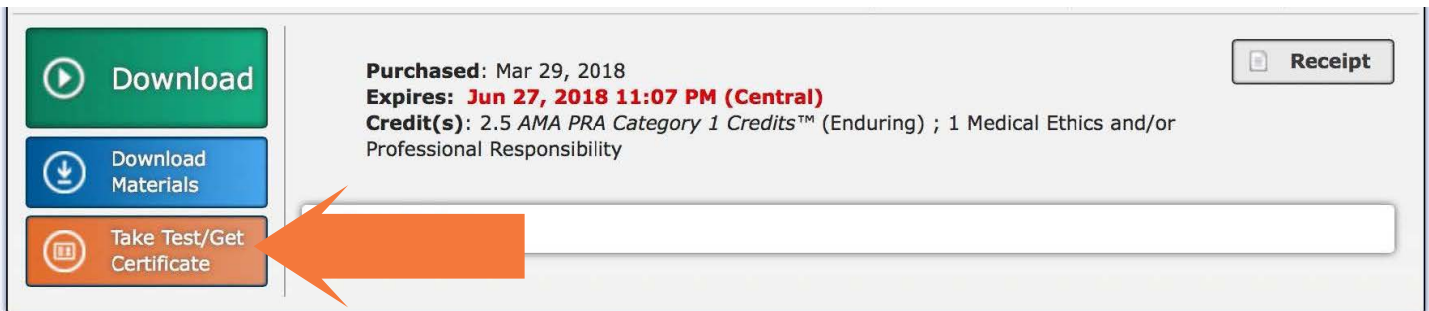 Download
Download
Materials
Take Test/Get
Certificate
Purchased: Mar 29, 2018
Expires: Jun 27, 2018 11:07 PM (Central)
Credit(s): 2.5 AMA PRA Category 1 Credits™ (Enduring) ; 1 Medical Ethics and/or
Professional Responsibility
Receipt